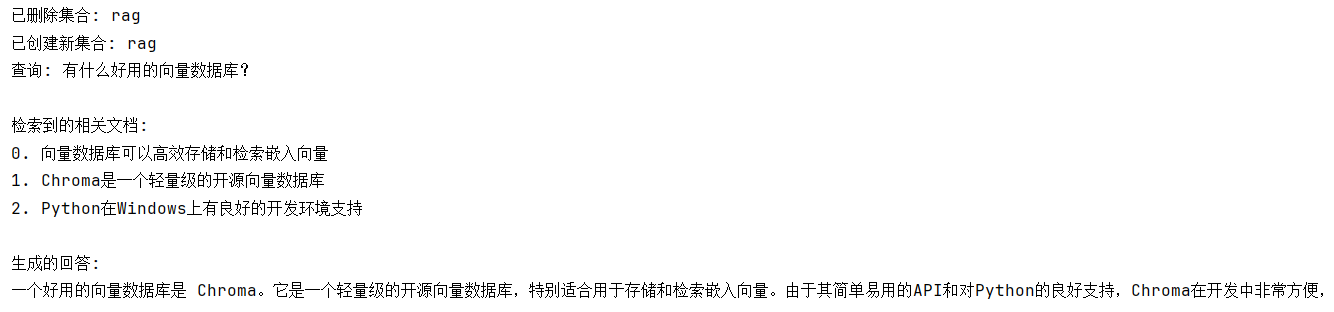 已删除集合: rag
已创建新集合: rag
查询: 有什么好用的向量数据库？
检索到的相关文档:
0. 向量数据库可以高效存储和检索嵌入向量
1. Chroma是一个轻量级的开源向量数据库
2. Python在Windows上有良好的开发环境支持
生成的回答:
一个好用的向量数据库是 Chroma。它是一个轻量级的开源向量数据库，特别适合用于存储和检索嵌入向量。由于其简单易用的API和对Python的良好支持，Chroma在开发中非常方便，